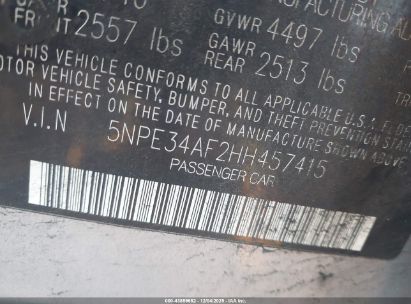 GVWR 4497 lbs
FRONT 2557 lbs
GAWR
REAR 2513 lbs
THIS VEHICLE CONFORMS TO ALL APPLICABLE U.S.
MOTOR VEHICLE SAFETY, BUMPER, AND THEFT PREVENTION
IN EFFECT ON THE DATE OF MANUFACTURE SHOWN ABOVE
V.I.N 5NPE34AF2HH457415
PASSENGER CAR